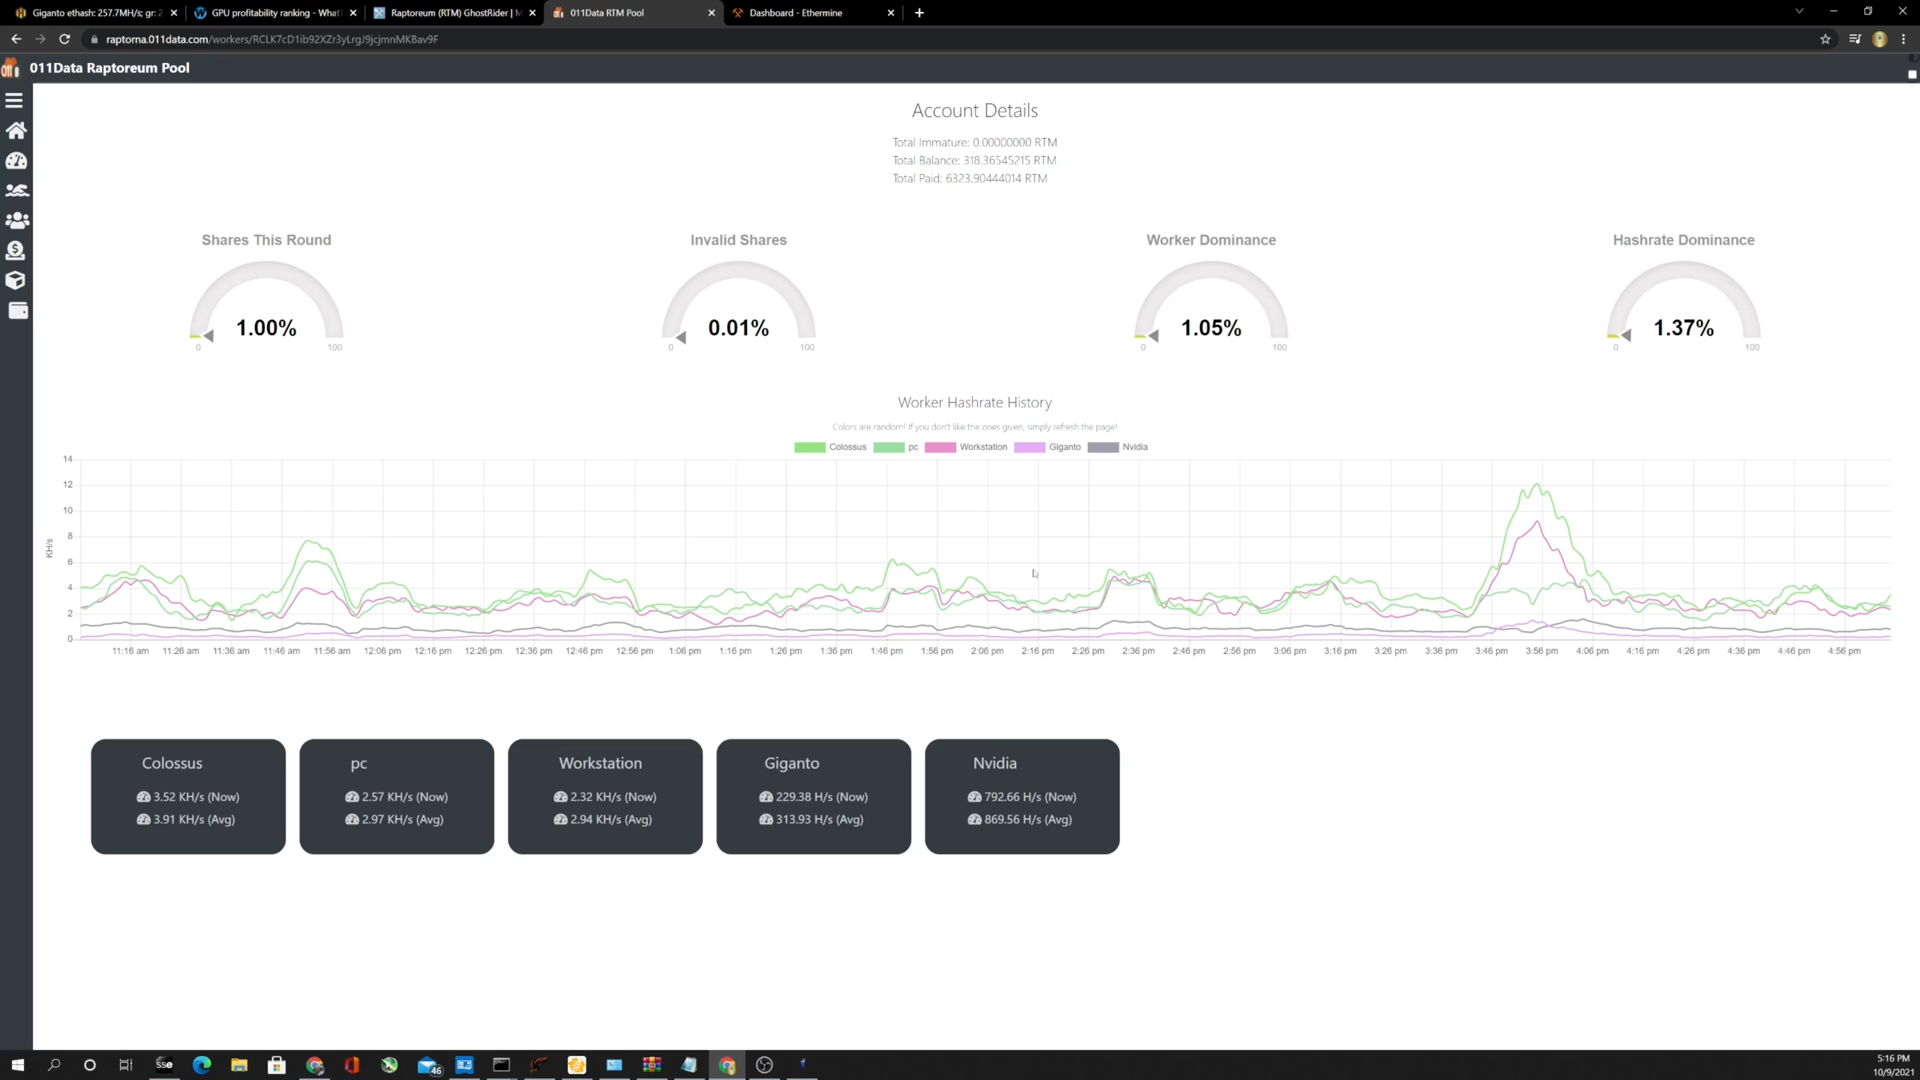 Giganto ethash: 257.7MH/s; gr: 2
GPU profitability ranking - What
Raptoreum (RTM) GhostRider | M
011Data RTM Pool
Dashboard - Ethermine
raptorna.011data.com/workers/RCLK7cD1ib92XZr3yLrgJ9jcjmnMKBav9F
011Data Raptoreum Pool
Account Details
Total Immature: 0.00000000 RTM
Total Balance: 318.36545215 RTM
Total Paid: 6323.90444014 RTM
Shares This Round
Invalid Shares
Worker Dominance
Hashrate Dominance
1.00%
0.01%
1.05%
1.37%
0 100
0 100
0 100
0 100
Worker Hashrate History
Colors are random! If you don't like the ones given, simply refresh the page!
Colossus pc Workstation Giganto Nvidia
14
12
10
8
6
4
2
0
KH/s
11:16 am 11:26 am 11:36 am 11:46 am 11:56 am 12:06 pm 12:16 pm 12:26 pm 12:36 pm 12:46 pm 12:56 pm 1:06 pm 1:16 pm 1:26 pm 1:36 pm 1:46 pm 1:56 pm 2:06 pm 2:16 pm 2:26 pm 2:36 pm 2:46 pm 2:56 pm 3:06 pm 3:16 pm 3:26 pm 3:36 pm 3:46 pm 3:56 pm 4:06 pm 4:16 pm 4:26 pm 4:36 pm 4:46 pm 4:56 pm
Colossus
3.52 KH/s (Now)
3.91 KH/s (Avg)
pc
2.57 KH/s (Now)
2.97 KH/s (Avg)
Workstation
2.32 KH/s (Now)
2.94 KH/s (Avg)
Giganto
229.38 H/s (Now)
313.93 H/s (Avg)
Nvidia
792.66 H/s (Now)
869.56 H/s (Avg)
SSE
46
5:16 PM
10/9/2021